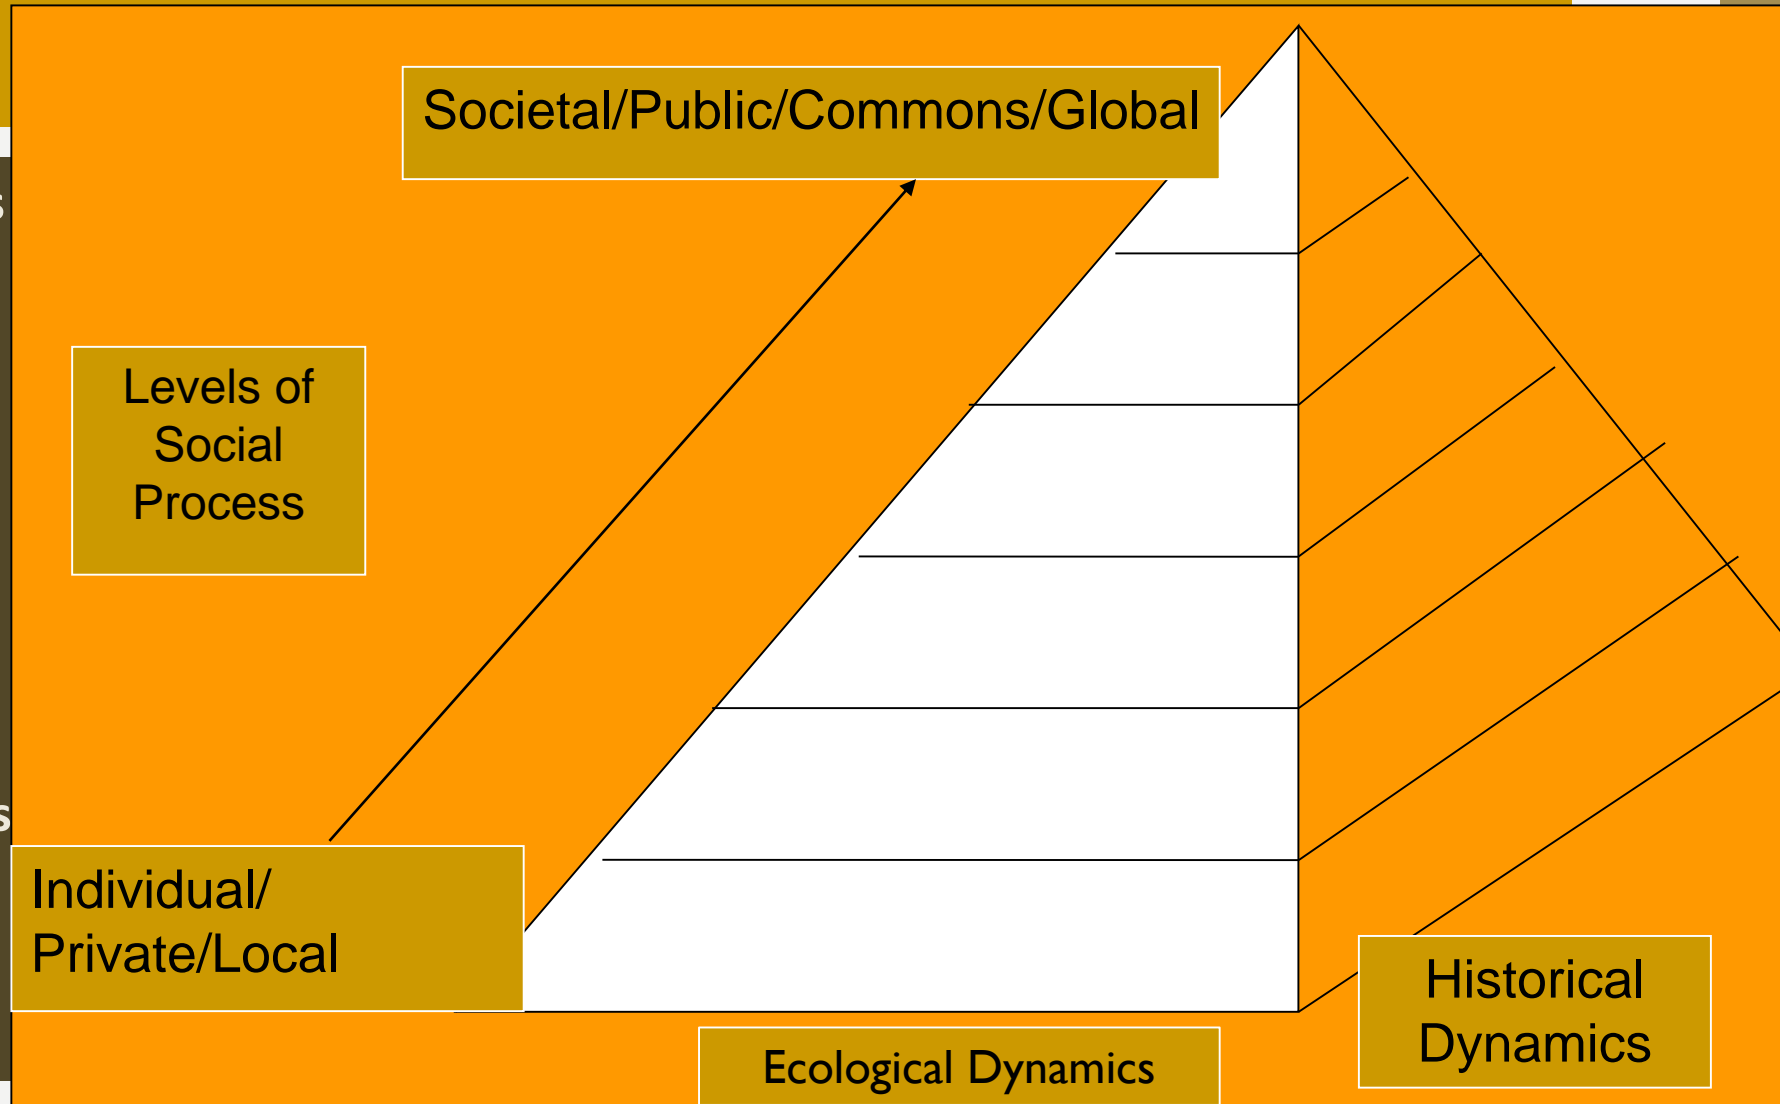 Societal/Public/Commons/Global
s
Levels of
Social
Process
s
Individual/
Private/Local
Historical
Dynamics
Ecological Dynamics